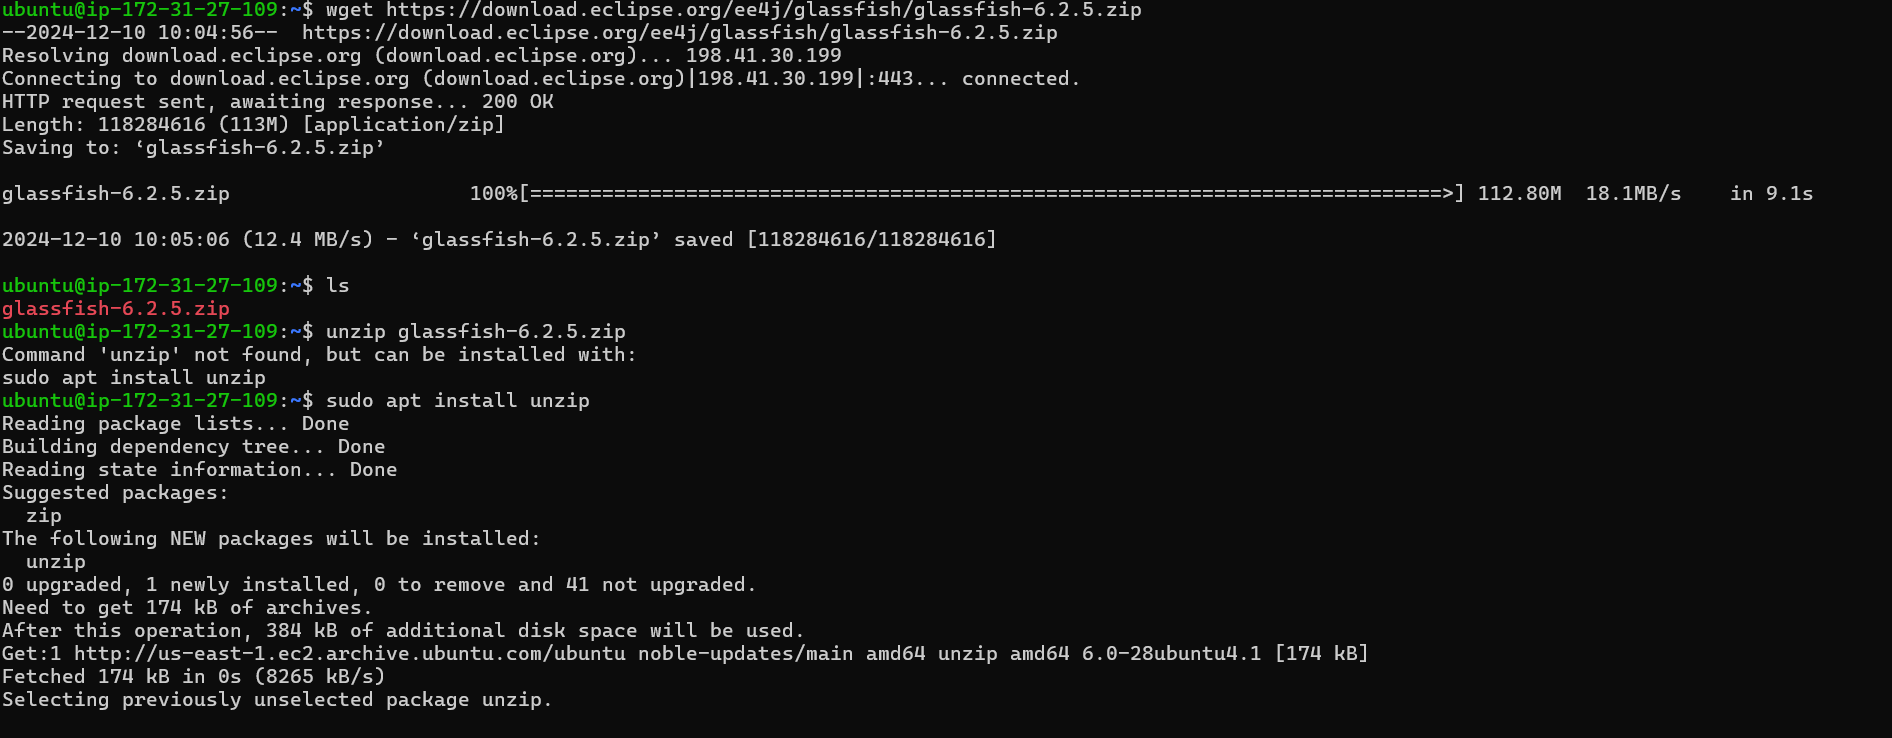 ubuntu@ip-172-31-27-109:~$ wget https://download.eclipse.org/ee4j/glassfish/glassfish-6.2.5.zip
--2024-12-10 10:04:56--  https://download.eclipse.org/ee4j/glassfish/glassfish-6.2.5.zip
Resolving download.eclipse.org (download.eclipse.org)... 198.41.30.199
Connecting to download.eclipse.org (download.eclipse.org)|198.41.30.199|:443... connected.
HTTP request sent, awaiting response... 200 OK
Length: 118284616 (113M) [application/zip]
Saving to: ‘glassfish-6.2.5.zip’
glassfish-6.2.5.zip                    100%[============================================================================>] 112.80M  18.1MB/s    in 9.1s
2024-12-10 10:05:06 (12.4 MB/s) - ‘glassfish-6.2.5.zip’ saved [118284616/118284616]
ubuntu@ip-172-31-27-109:~$ ls
glassfish-6.2.5.zip
ubuntu@ip-172-31-27-109:~$ unzip glassfish-6.2.5.zip
Command 'unzip' not found, but can be installed with:
sudo apt install unzip
ubuntu@ip-172-31-27-109:~$ sudo apt install unzip
Reading package lists... Done
Building dependency tree... Done
Reading state information... Done
Suggested packages:
  zip
The following NEW packages will be installed:
  unzip
0 upgraded, 1 newly installed, 0 to remove and 41 not upgraded.
Need to get 174 kB of archives.
After this operation, 384 kB of additional disk space will be used.
Get:1 http://us-east-1.ec2.archive.ubuntu.com/ubuntu noble-updates/main amd64 unzip amd64 6.0-28ubuntu4.1 [174 kB]
Fetched 174 kB in 0s (8265 kB/s)
Selecting previously unselected package unzip.